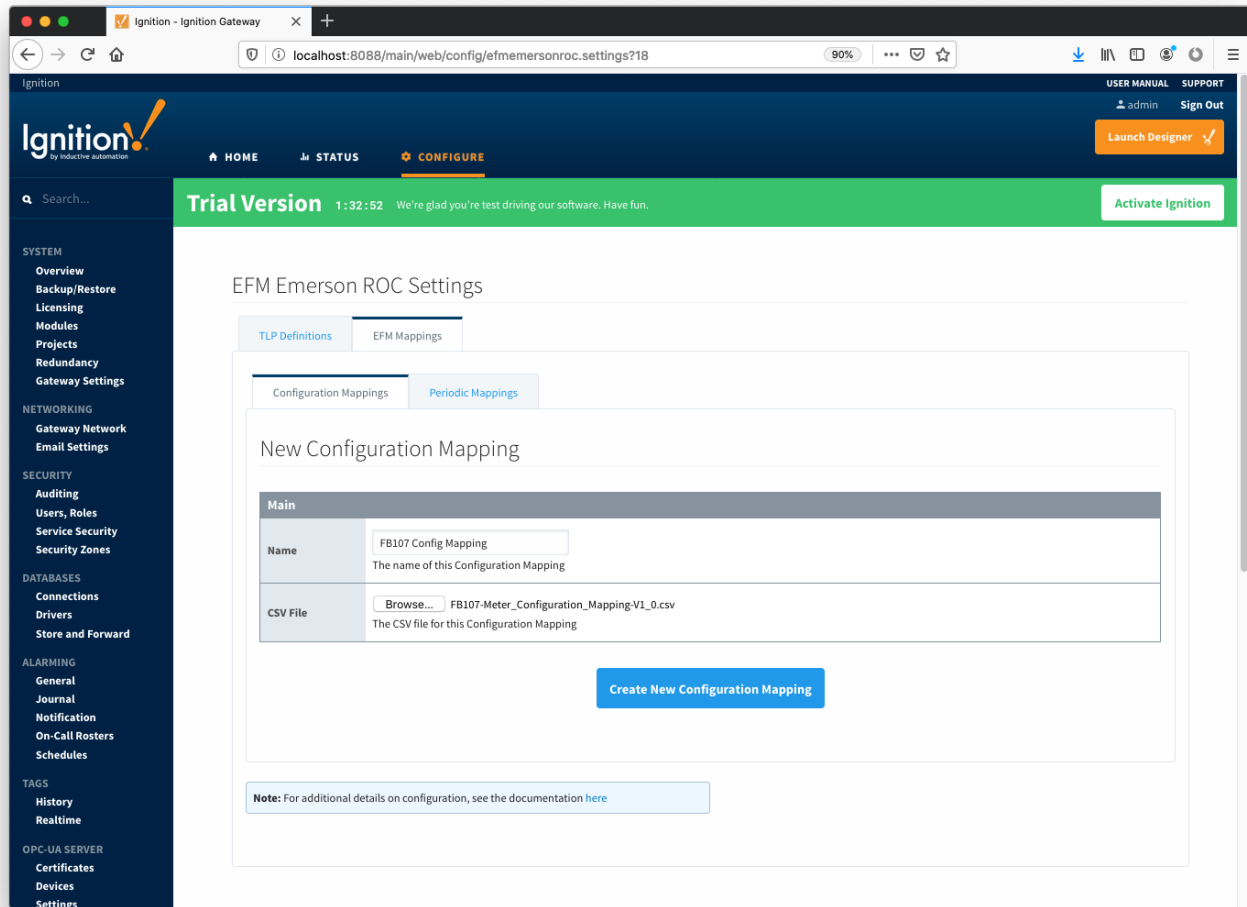 Ignition - Ignition Gateway
localhost:8088/main/web/config/efmemersonroc.settings?18
90%
Ignition
USER MANUAL SUPPORT
admin Sign Out
Ignition!
by inductive automation
Launch Designer
HOME STATUS CONFIGURE
Search...
Trial Version 1:32:52 We're glad you're test driving our software. Have fun.
Activate Ignition
SYSTEM
Overview
Backup/Restore
Licensing
Modules
Projects
Redundancy
Gateway Settings
NETWORKING
Gateway Network
Email Settings
SECURITY
Auditing
Users, Roles
Service Security
Security Zones
DATABASES
Connections
Drivers
Store and Forward
ALARMING
General
Journal
Notification
On-Call Rosters
Schedules
TAGS
History
Realtime
OPC-UA SERVER
Certificates
Devices
Settings
EFM Emerson ROC Settings
TLP Definitions EFM Mappings
Configuration Mappings Periodic Mappings
New Configuration Mapping
Main
Name
FB107 Config Mapping
The name of this Configuration Mapping
CSV File
Browse... FB107-Meter_Configuration_Mapping-V1_0.csv
The CSV file for this Configuration Mapping
Create New Configuration Mapping
Note: For additional details on configuration, see the documentation here